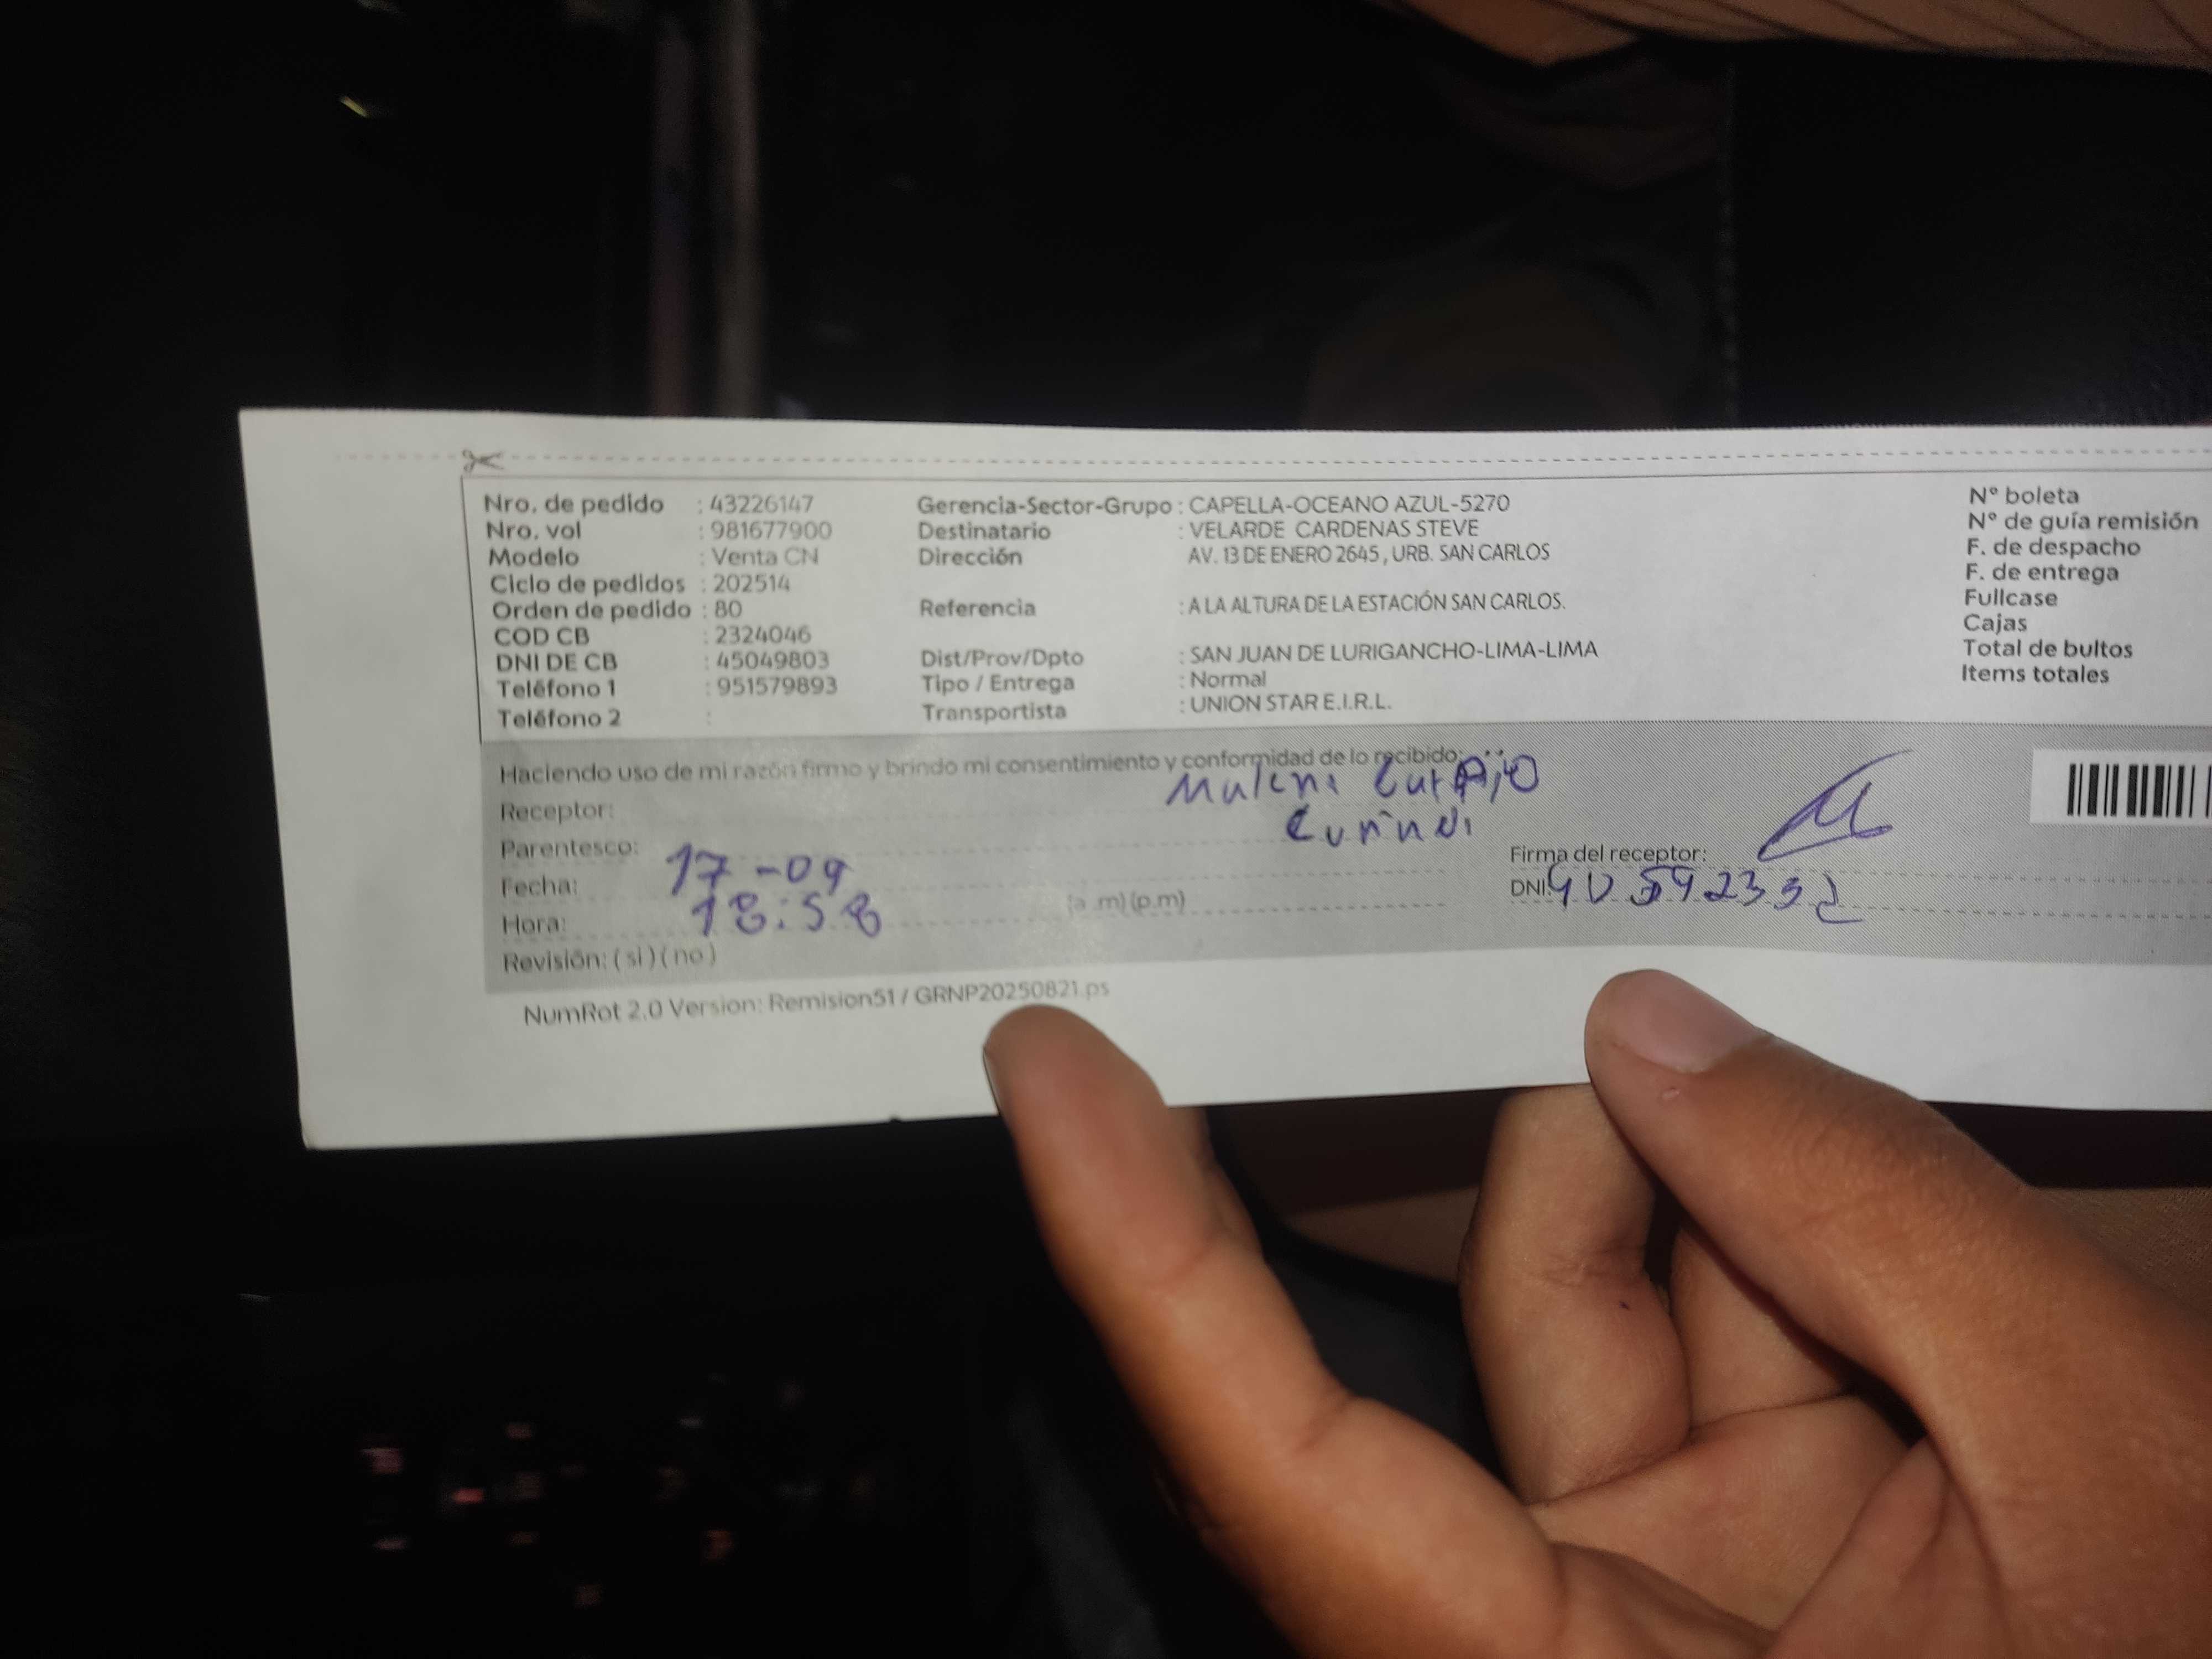 Nro. de pedido : 43226147
Nro. vol : 981677900
Modelo : Venta CN
Ciclo de pedidos : 202514
Orden de pedido : 80
COD CB : 2324046
DNI DE CB : 45049803
Teléfono 1 : 951579893
Teléfono 2 :
Gerencia-Sector-Grupo : CAPELLA-OCEANO AZUL-5270
Destinatario : VELARDE CARDENAS STEVE
Dirección AV. 13 DE ENERO 2645, URB. SAN CARLOS
Referencia : A LA ALTURA DE LA ESTACIÓN SAN CARLOS.
Dist/Prov/Dpto : SAN JUAN DE LURIGANCHO-LIMA-LIMA
Tipo / Entrega : Normal
Transportista : UNION STAR E.I.R.L.
N° boleta
N° de guía remisión
F. de despacho
F. de entrega
Fullcase
Cajas
Total de bultos
Items totales
Haciendo uso de mi razón firmo y brindo mi consentimiento y conformidad de lo recibido:
Receptor:
Parentesco:
Fecha: 17-09
Hora: 18:58 (a .m) (p.m)
Revisión: ( si ) ( no )
Firma del receptor:
DNI:
NumRot 2.0 Version: Remision51 / GRNP20250821.ps